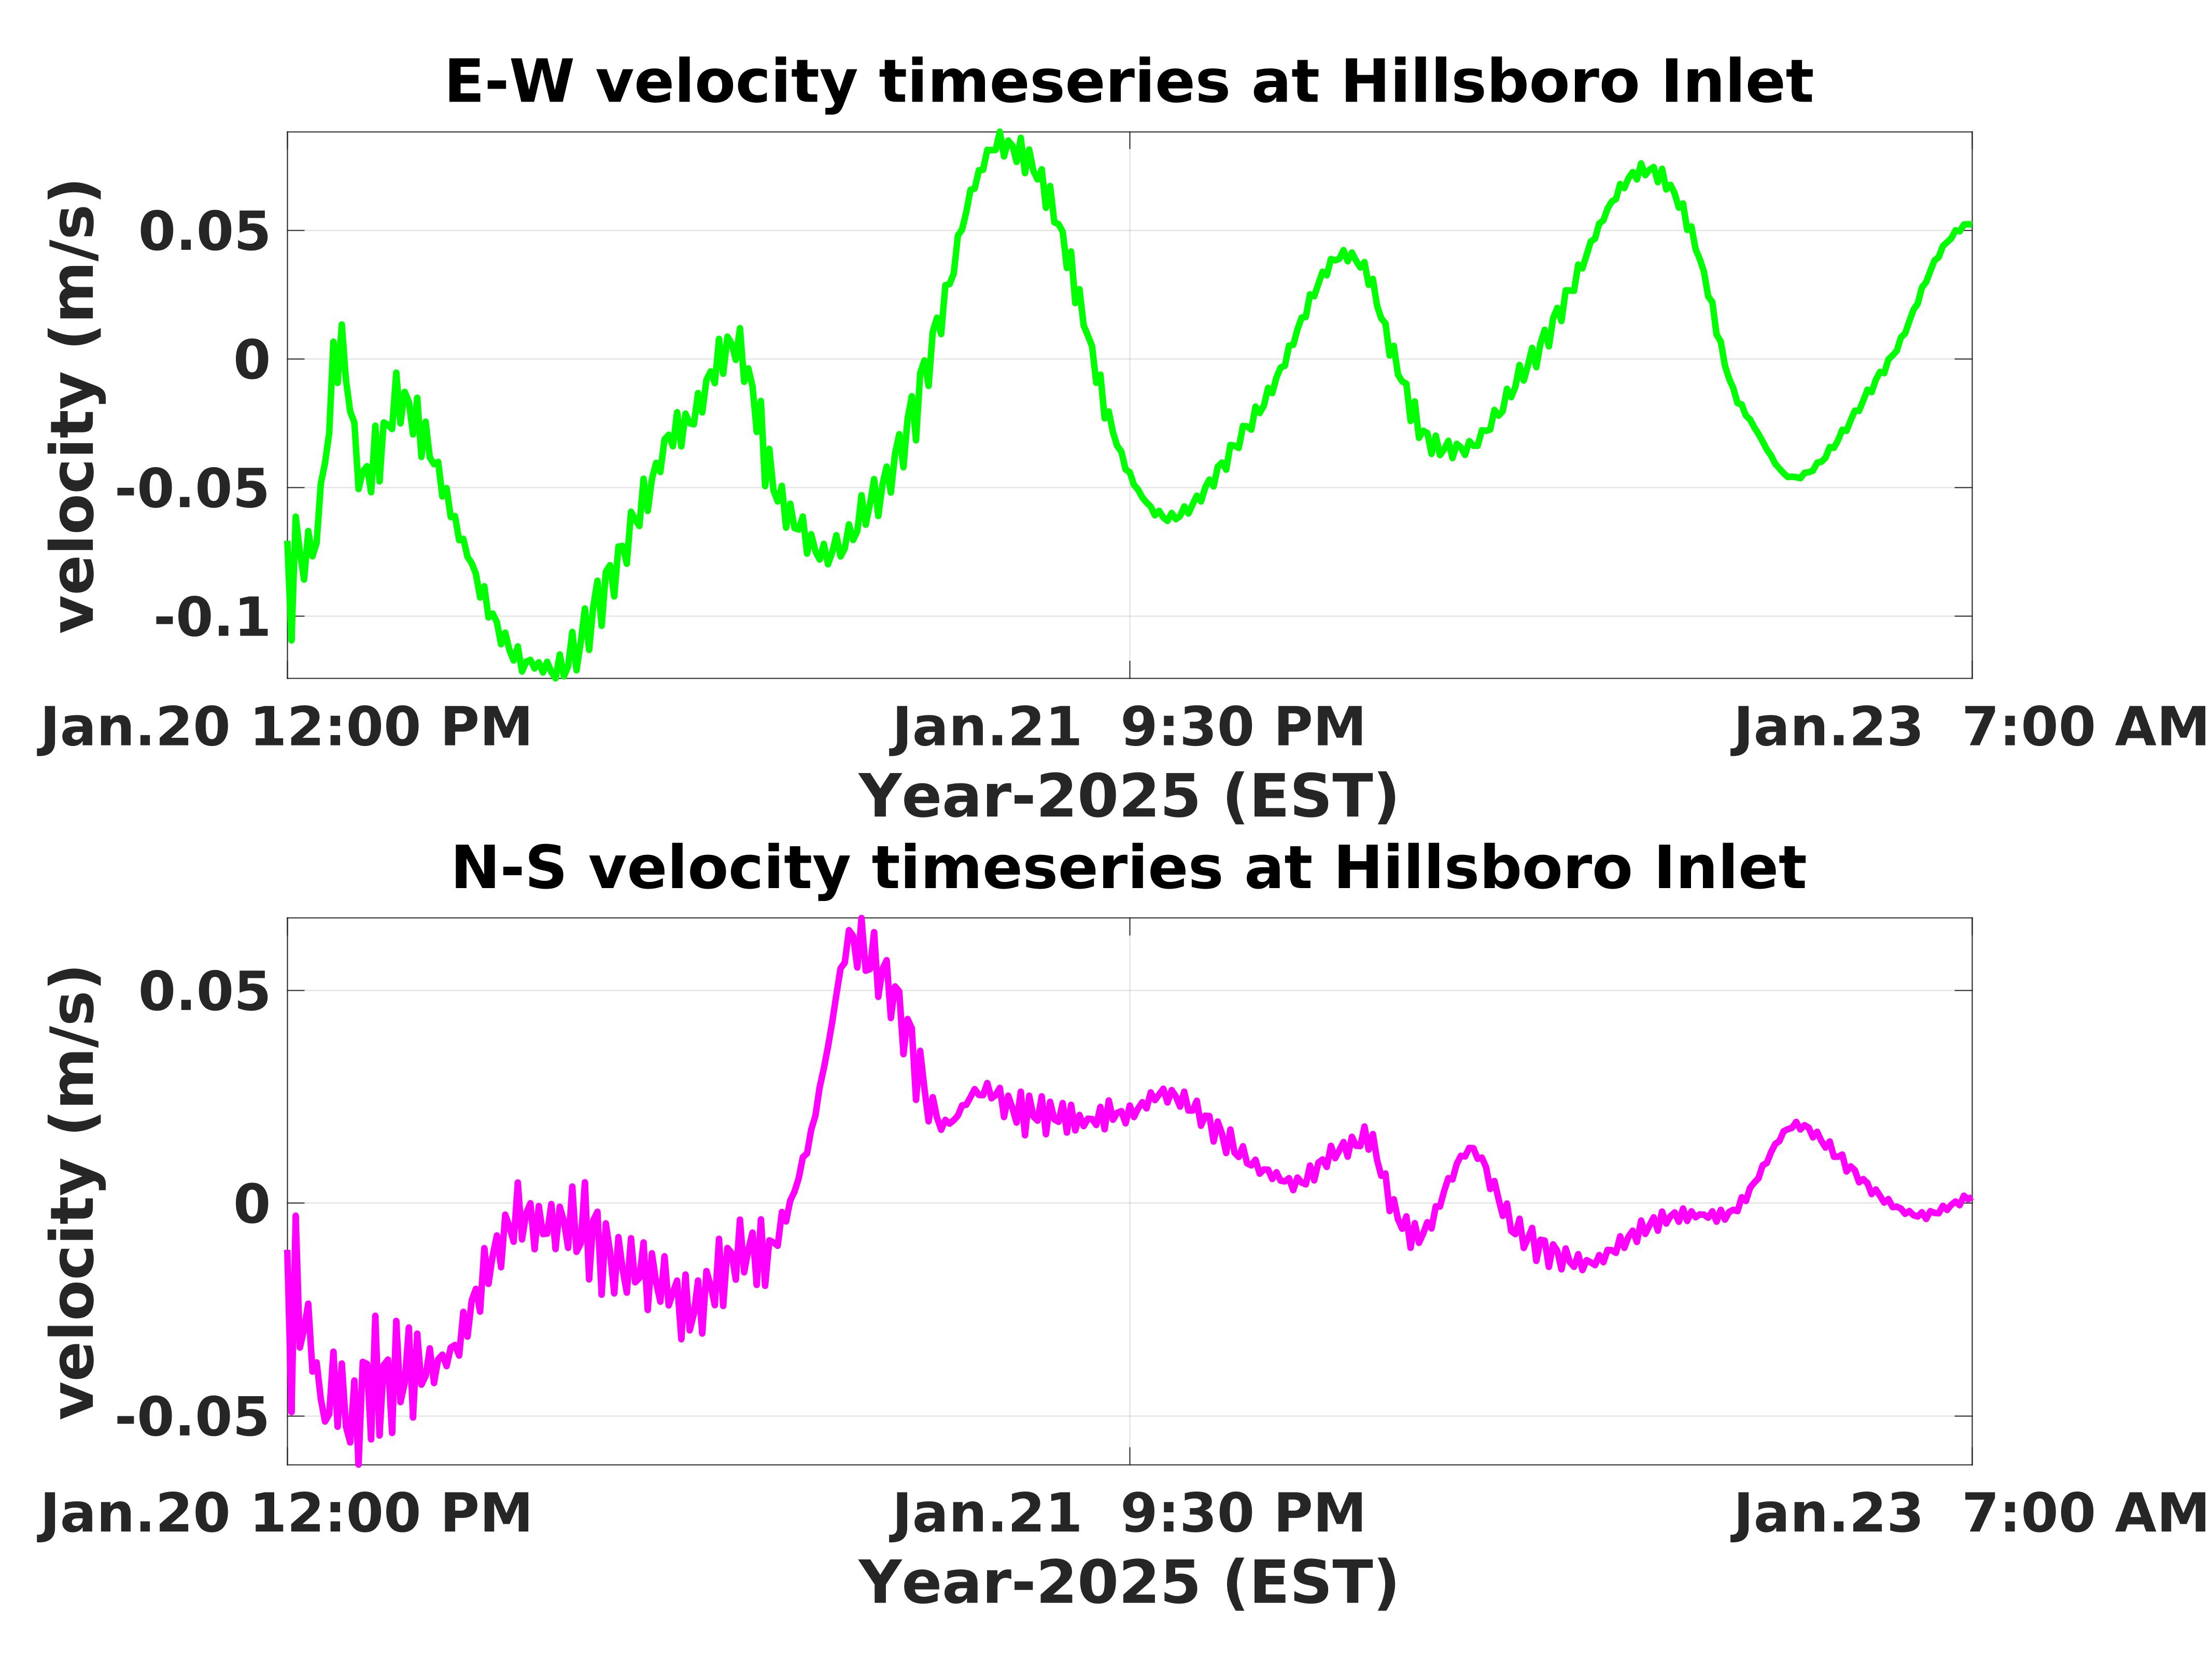 E-W velocity timeseries at Hillsboro Inlet
velocity (m/s)
0.05
0
-0.05
-0.1
Jan.20 12:00 PM Jan.21  9:30 PM Jan.23  7:00 AM
Year-2025 (EST)
N-S velocity timeseries at Hillsboro Inlet
velocity (m/s)
0.05
0
-0.05
Jan.20 12:00 PM Jan.21  9:30 PM Jan.23  7:00 AM
Year-2025 (EST)